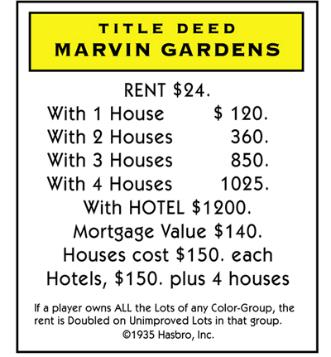 TITLE DEED
MARVIN GARDENS
RENT $24.
With 1 House $ 120.
With 2 Houses 360.
With 3 Houses 850.
With 4 Houses 1025.
With HOTEL $1200.
Mortgage Value $140.
Houses cost $150. each
Hotels, $150. plus 4 houses
If a player owns ALL the Lots of any Color-Group, the
rent is Doubled on Unimproved Lots in that group.
©1935 Hasbro, Inc.